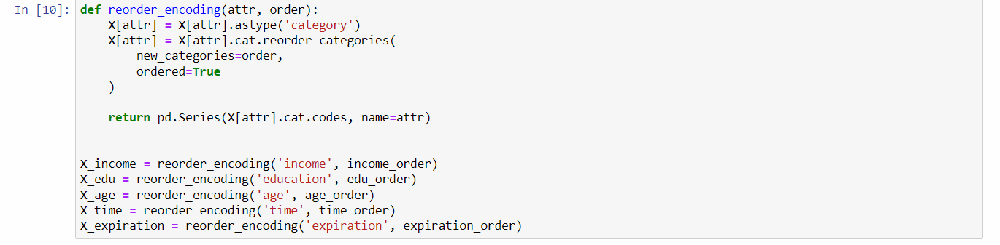 In [10]: def reorder_encoding(attr, order):
    X[attr] = X[attr].astype('category')
    X[attr] = X[attr].cat.reorder_categories(
        new_categories=order,
        ordered=True
    )
    return pd.Series(X[attr].cat.codes, name=attr)
X_income = reorder_encoding('income', income_order)
X_edu = reorder_encoding('education', edu_order)
X_age = reorder_encoding('age', age_order)
X_time = reorder_encoding('time', time_order)
X_expiration = reorder_encoding('expiration', expiration_order)